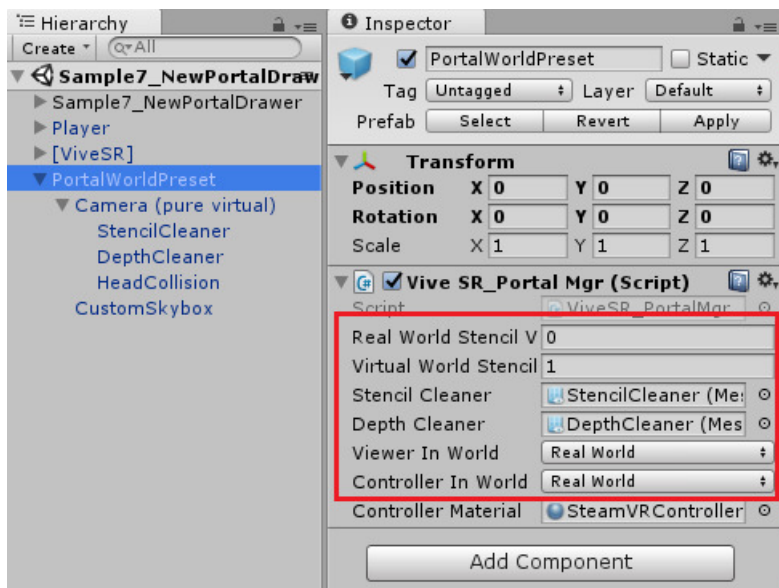 Hierarchy
Create
All
Sample7_NewPortalDraw
Sample7_NewPortalDrawer
Player
[ViveSR]
PortalWorldPreset
Camera (pure virtual)
StencilCleaner
DepthCleaner
HeadCollision
CustomSkybox
Inspector
PortalWorldPreset Static
Tag Untagged Layer Default
Prefab Select Revert Apply
Transform
Position X 0 Y 0 Z 0
Rotation X 0 Y 0 Z 0
Scale X 1 Y 1 Z 1
Vive SR_Portal Mgr (Script)
Script ViveSR_PortalMgr
Real World Stencil V 0
Virtual World Stencil 1
Stencil Cleaner StencilCleaner (Mes
Depth Cleaner DepthCleaner (Mes
Viewer In World Real World
Controller In World Real World
Controller Material SteamVRController
Add Component